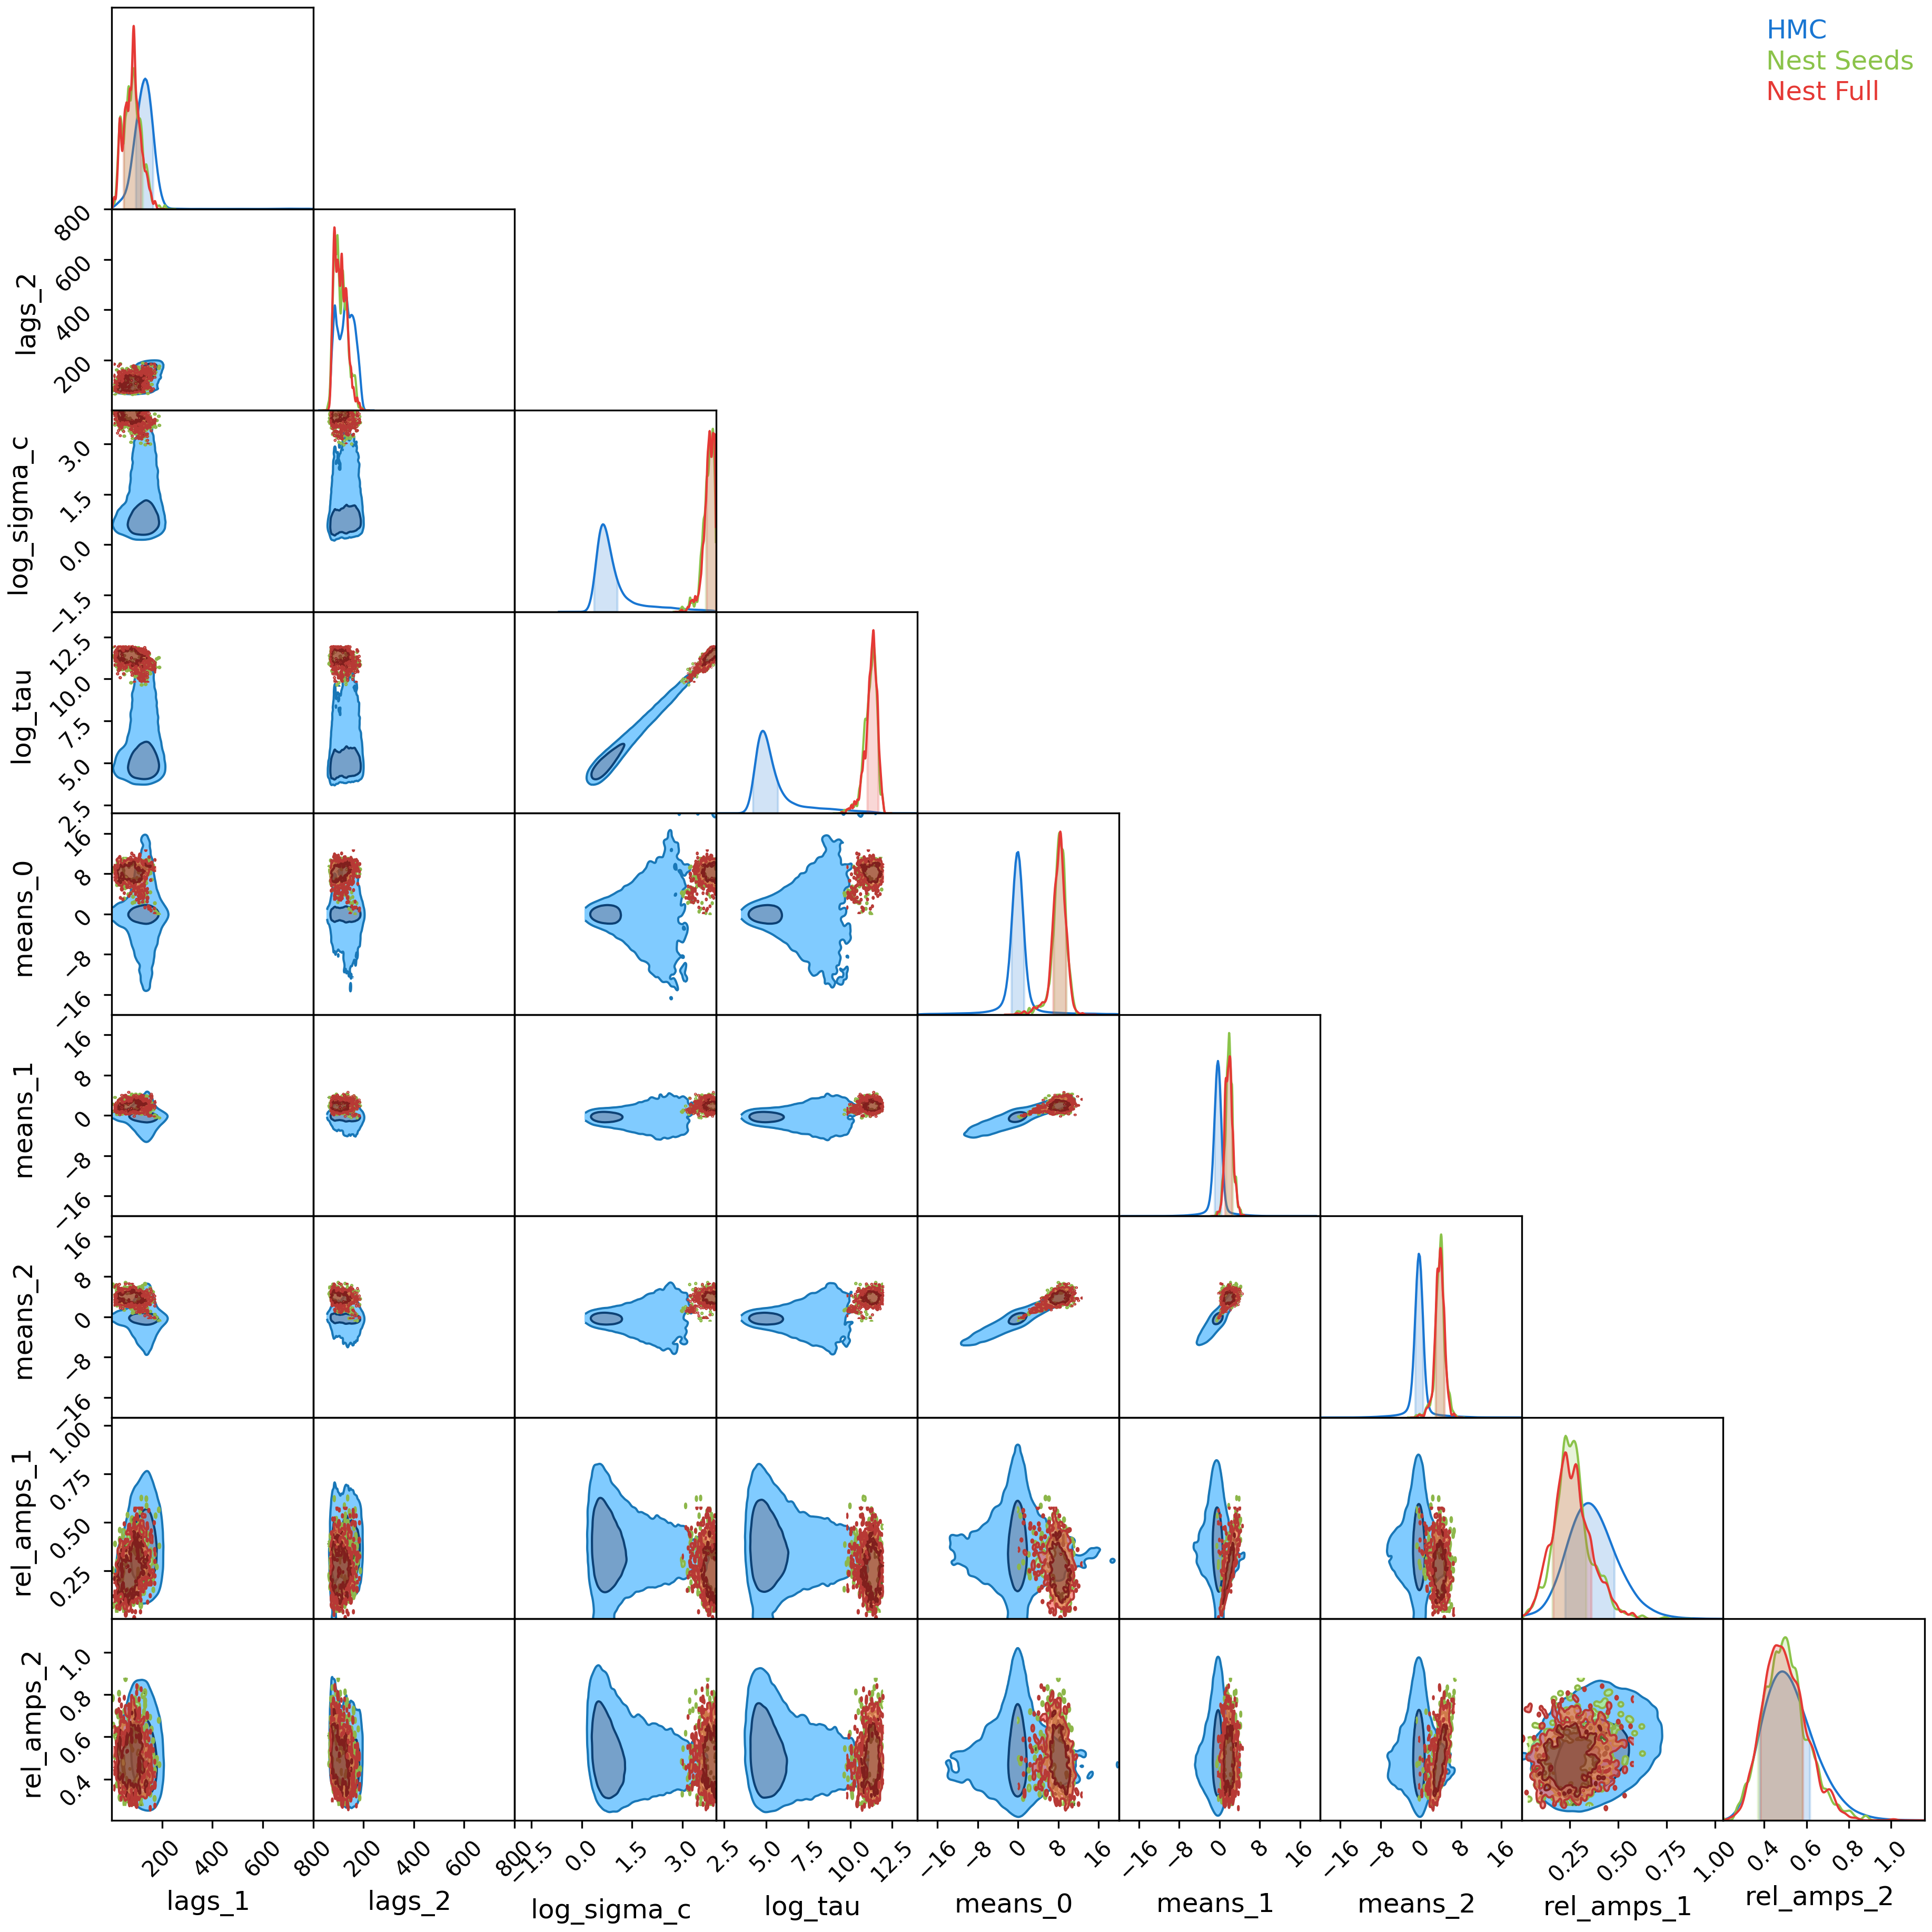 HMC
Nest Seeds
Nest Full
lags_2
800
600
400
200
log_sigma_c
3.0
1.5
0.0
−1.5
log_tau
12.5
10.0
7.5
5.0
2.5
means_0
16
8
0
−8
−16
means_1
16
8
0
−8
−16
means_2
16
8
0
−8
−16
rel_amps_1
1.00
0.75
0.50
0.25
rel_amps_2
1.0
0.8
0.6
0.4
200 400 600 800 200 400 600 800 −1.5 0.0 1.5 3.0 2.5 5.0 7.5 10.0 12.5 −16 −8 0 8 16 −16 −8 0 8 16 −16 −8 0 8 16 0.25 0.50 0.75 1.00 0.4 0.6 0.8 1.0
lags_1 lags_2 log_sigma_c log_tau means_0 means_1 means_2 rel_amps_1 rel_amps_2